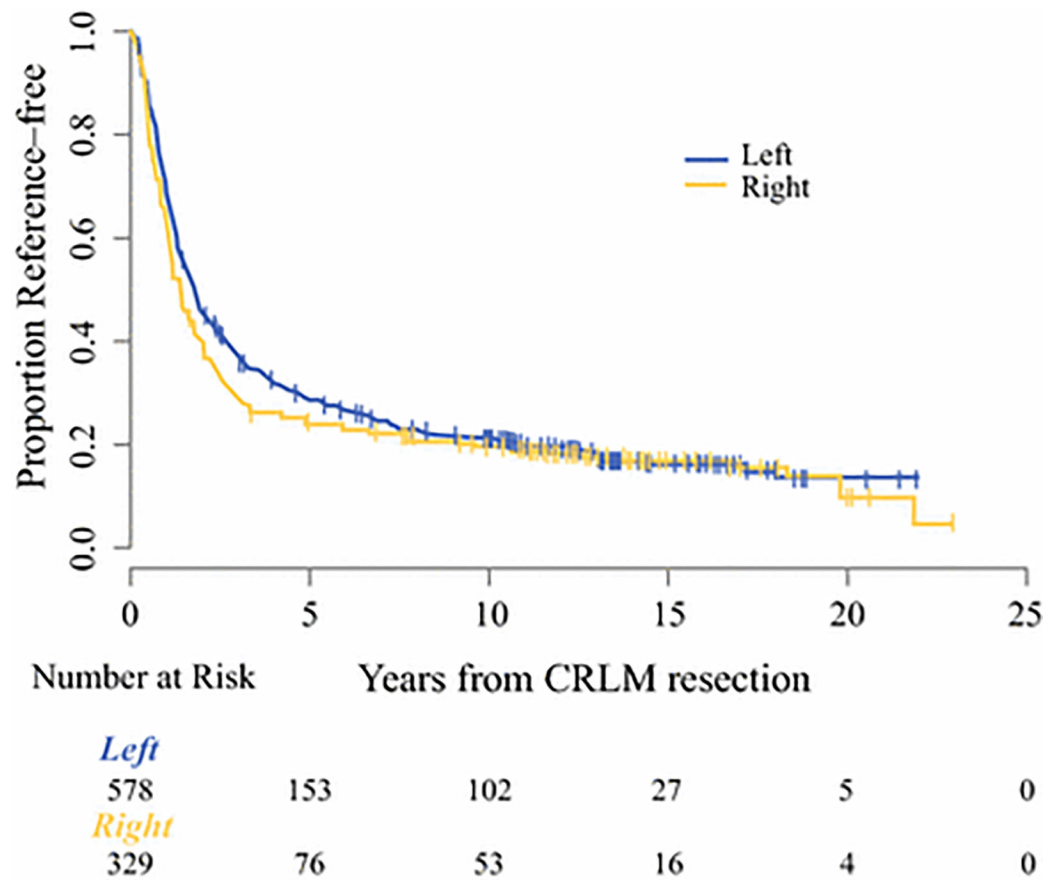 Proportion Reference-free
1.0
0.8
0.6
0.4
0.2
0.0
Left
Right
0 5 10 15 20 25
Number at Risk
Years from CRLM resection
Left
578 153 102 27 5 0
Right
329 76 53 16 4 0